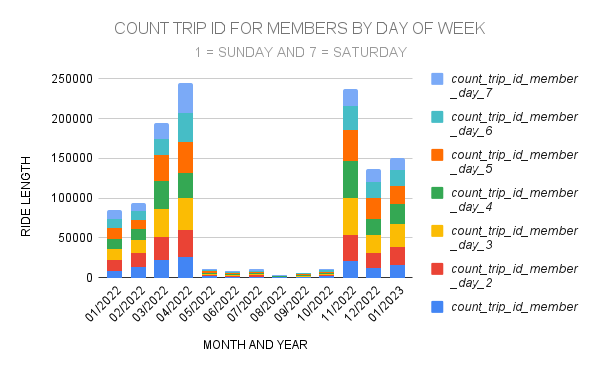 COUNT TRIP ID FOR MEMBERS BY DAY OF WEEK
1 = SUNDAY AND 7 = SATURDAY
RIDE LENGTH
250000
200000
150000
100000
50000
0
01/2022
02/2022
03/2022
04/2022
05/2022
06/2022
07/2022
08/2022
09/2022
10/2022
11/2022
12/2022
01/2023
MONTH AND YEAR
count_trip_id_member
_day_7
count_trip_id_member
_day_6
count_trip_id_member
_day_5
count_trip_id_member
_day_4
count_trip_id_member
_day_3
count_trip_id_member
_day_2
count_trip_id_member